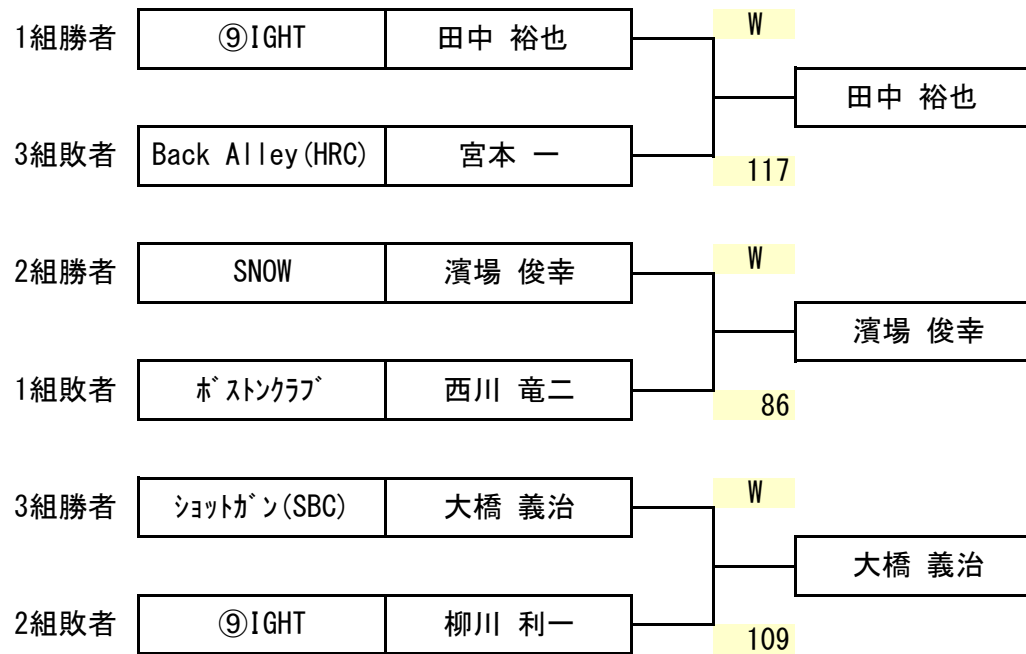 1組勝者 ⑨IGHT 田中 裕也 W
田中 裕也
3組敗者 Back Alley(HRC) 宮本 一 117
2組勝者 SNOW 濱場 俊幸 W
濱場 俊幸
1組敗者 ﾎﾞｽﾄﾝｸﾗﾌﾞ 西川 竜二 86
3組勝者 ｼｮｯﾄｶﾞﾝ(SBC) 大橋 義治 W
大橋 義治
2組敗者 ⑨IGHT 柳川 利一 109